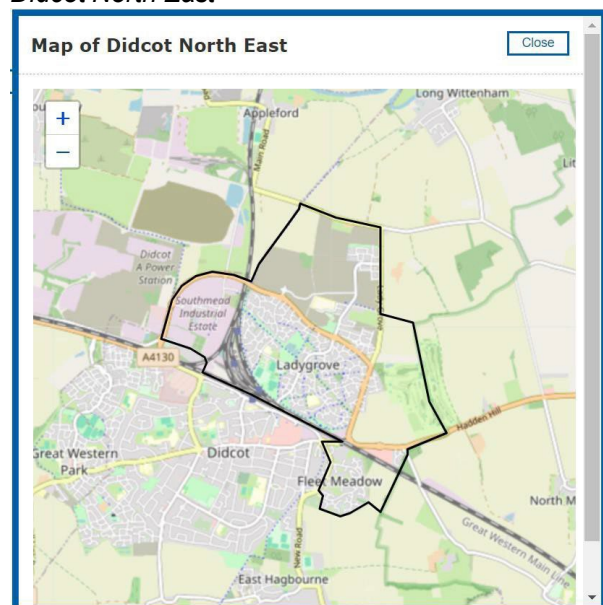 Didcot North East
Map of Didcot North East
Close
+
−
Long Wittenham
Appleford
Main Road
Didcot
A Power
Station
Southmead
Industrial
Estate
A4130
Ladygrove
Hadden Hill
Great Western
Park
Didcot
Fleet Meadow
North M
New Road
Great Western Main Line
East Hagbourne